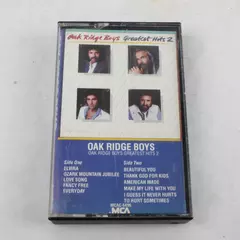 Oak Ridge Boys Greatest Hits 2
OAK RIDGE BOYS
OAK RIDGE BOYS GREATEST HITS 2
Side One
ELVIRA
OZARK MOUNTAIN JUBILEE
LOVE SONG
FANCY FREE
EVERYDAY
Side Two
BEAUTIFUL YOU
THANK GOD FOR KIDS
AMERICAN MADE
MAKE MY LIFE WITH YOU
I GUESS IT NEVER HURTS
TO HURT SOMETIMES
MCA